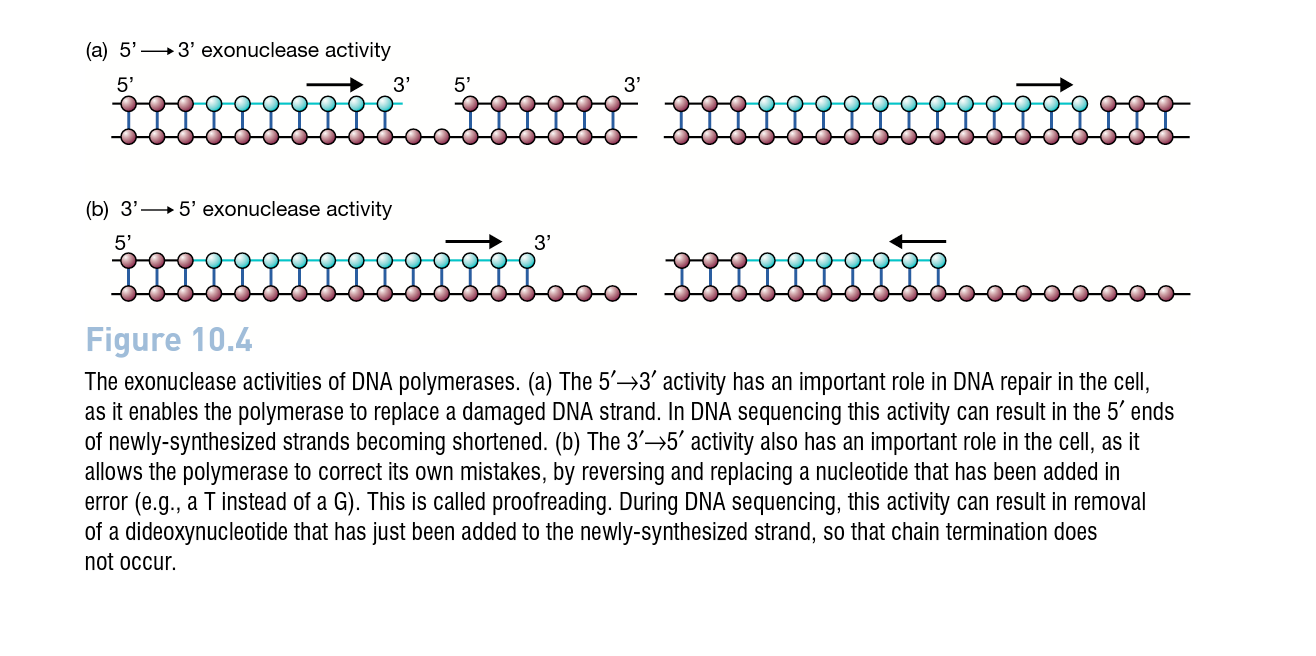 (a) 5’ ⟶ 3’ exonuclease activity
5’ 3’ 5’ 3’
(b) 3’ ⟶ 5’ exonuclease activity
5’ 3’
Figure 10.4
The exonuclease activities of DNA polymerases. (a) The 5′→3′ activity has an important role in DNA repair in the cell,
as it enables the polymerase to replace a damaged DNA strand. In DNA sequencing this activity can result in the 5′ ends
of newly-synthesized strands becoming shortened. (b) The 3′→5′ activity also has an important role in the cell, as it
allows the polymerase to correct its own mistakes, by reversing and replacing a nucleotide that has been added in
error (e.g., a T instead of a G). This is called proofreading. During DNA sequencing, this activity can result in removal
of a dideoxynucleotide that has just been added to the newly-synthesized strand, so that chain termination does
not occur.